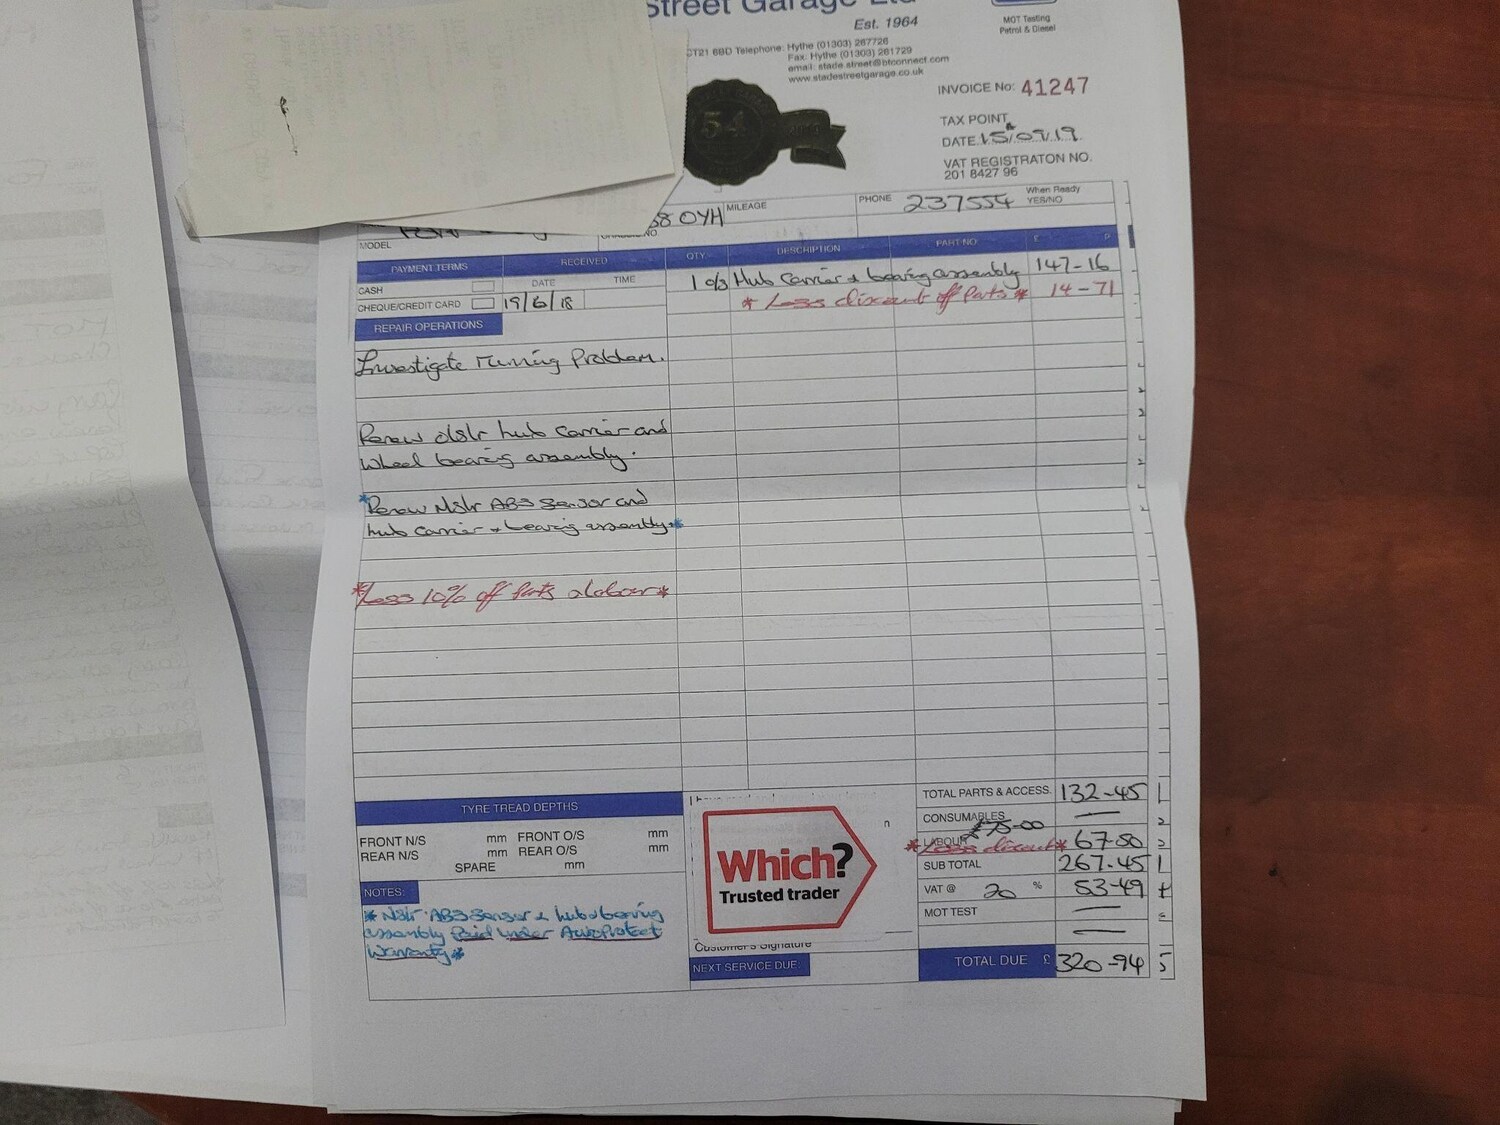 Street Garage Ltd
Est. 1964
MOT Testing
Petrol & Diesel
CT21 6BD Telephone: Hythe (01303) 267726
Fax: Hythe (01303) 261729
email: stade.street@btconnect.com
www.stadestreetgarage.co.uk
INVOICE No: 41247
54
TAX POINT
DATE 15/09/19
VAT REGISTRATON NO.
201 8427 96
58 OYH
MILEAGE
PHONE 237554
When Ready
YES/NO
MODEL
NO
PAYMENT TERMS RECEIVED QTY DESCRIPTION PART NO £ P
CASH DATE TIME
CHEQUE/CREDIT CARD 19/6/18
1 o/s Hub Carrier + bearing assembly 147-16
* Less discount off Parts * 14-71
REPAIR OPERATIONS
Investigate running Problem.
Renew o/s/r hub Carrier and
Wheel bearing assembly.
*Renew N/s/r ABS Sensor and
hub carrier + bearing assembly*
*Less 10% off Parts & labour*
TYRE TREAD DEPTHS
FRONT N/S mm FRONT O/S mm
REAR N/S mm REAR O/S mm
SPARE mm
NOTES:
* N/s/r ABS Sensor + hub + bearing
assembly Paid under AutoProtect
Warranty *
Which?
Trusted trader
Customer's Signature
NEXT SERVICE DUE:
TOTAL PARTS & ACCESS. 132-45
CONSUMABLES —
£75-00
LABOUR
*Less discount* 67-50
SUB TOTAL 267-45
VAT @ 20 % 53-49
MOT TEST —
—
TOTAL DUE £ 320-94